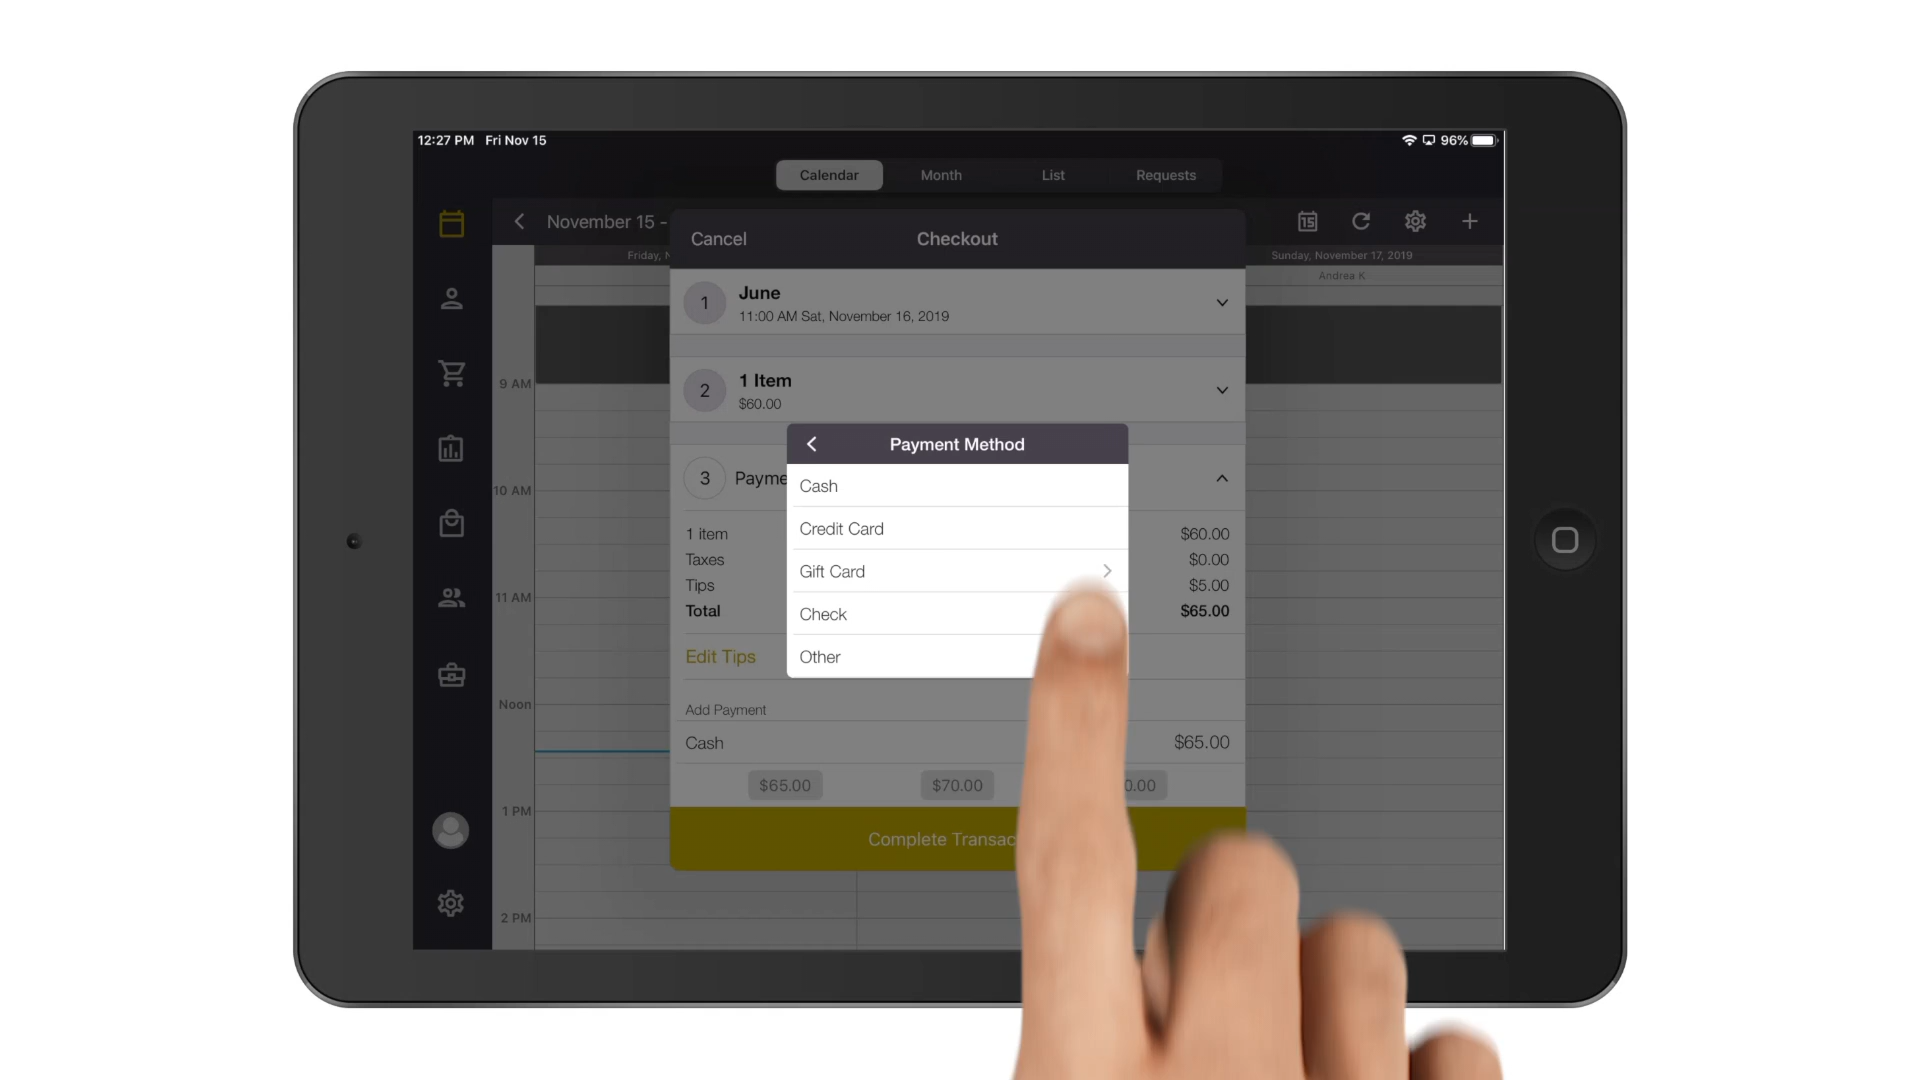 12:27 PM Fri Nov 15
96%
Calendar Month List Requests
November 15 -
15
Cancel Checkout
Friday,
Sunday, November 17, 2019
Andrea K
1 June
11:00 AM Sat, November 16, 2019
2 1 Item
$60.00
9 AM
Payment Method
3
Cash
10 AM
Credit Card
1 item $60.00
Taxes $0.00
Gift Card
Tips $5.00
11 AM
Total $65.00
Check
Edit Tips
Other
Noon
Add Payment
Cash $65.00
$65.00 $70.00 0.00
1 PM
Complete
2 PM